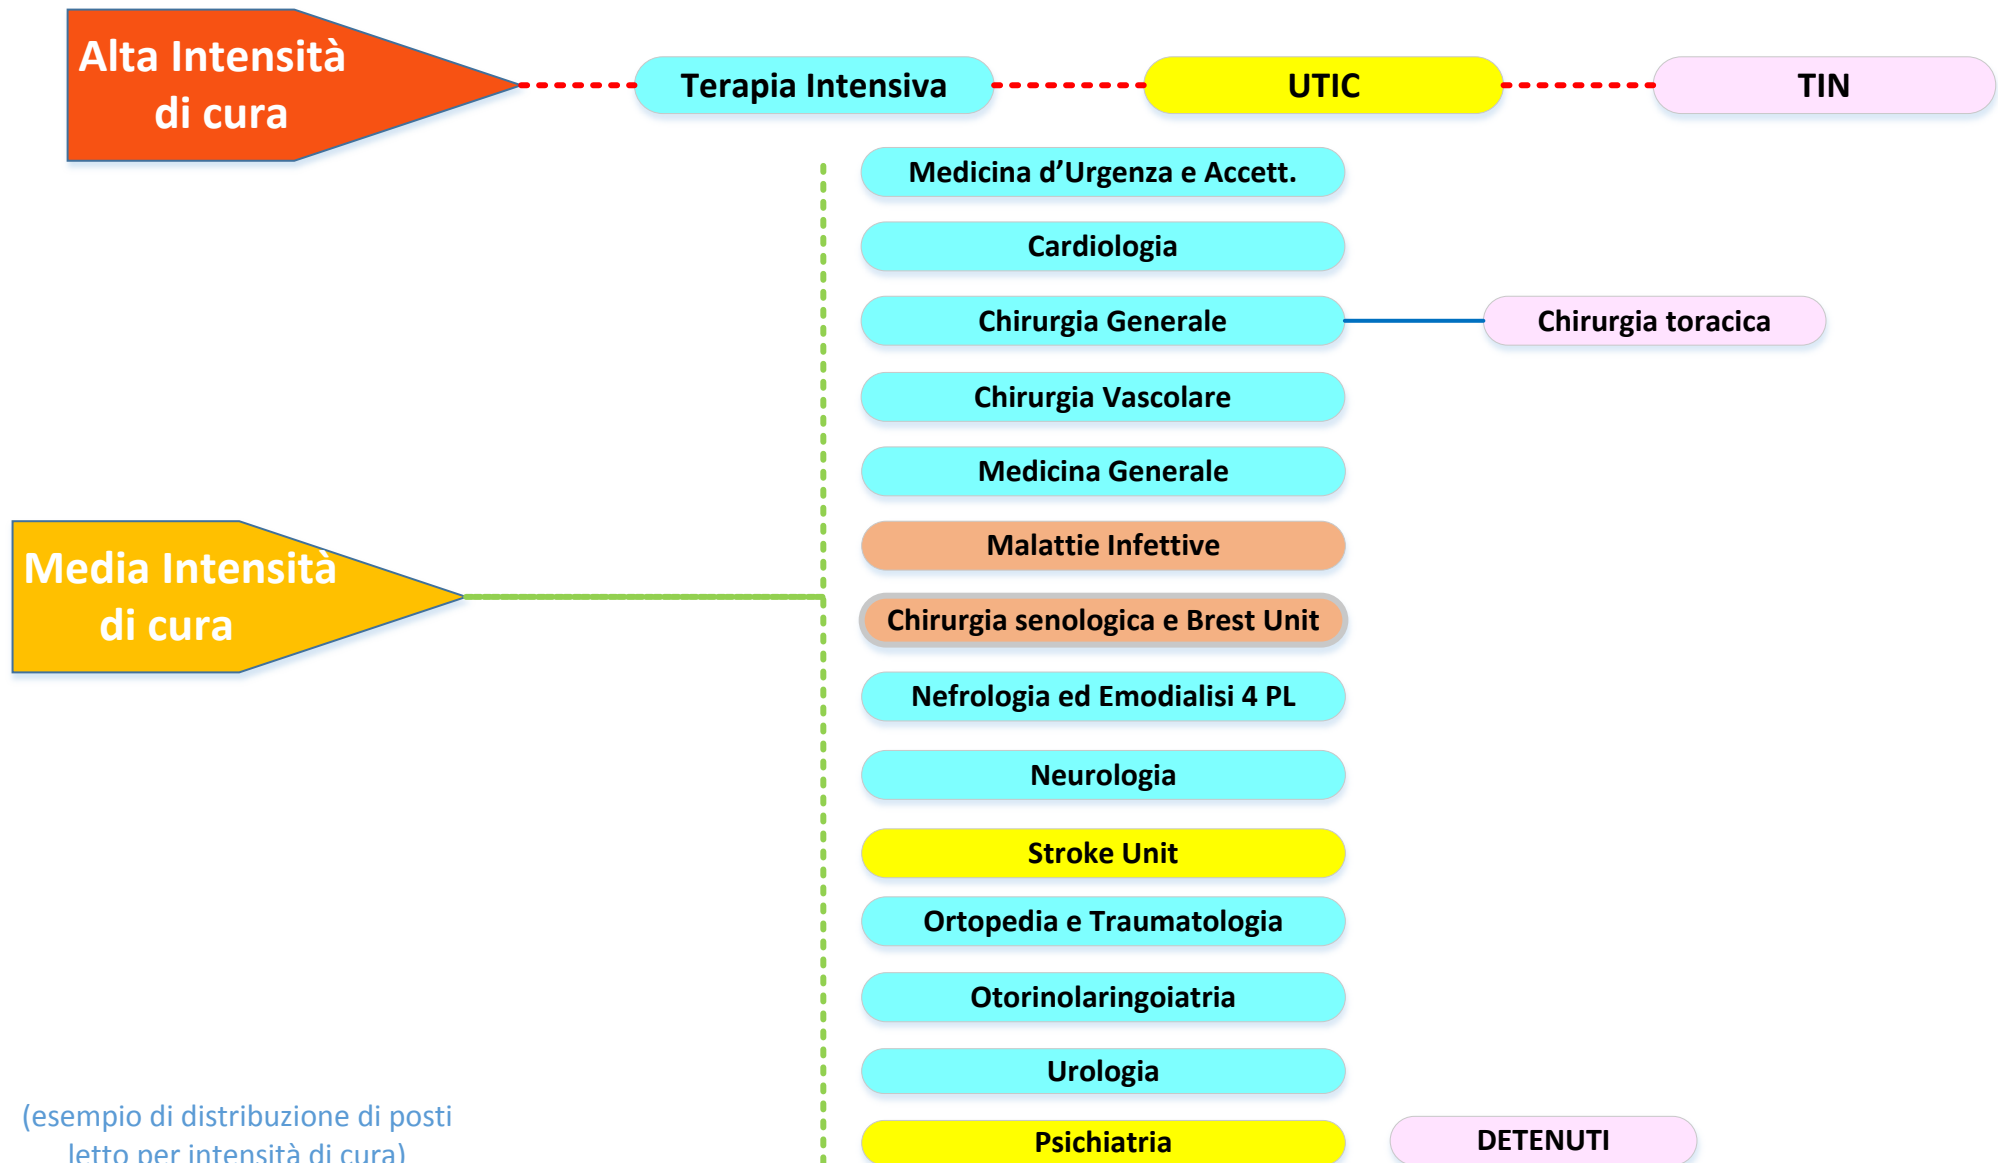 Alta Intensità
di cura
Terapia Intensiva
UTIC
TIN
Medicina d’Urgenza e Accett.
Cardiologia
Chirurgia Generale
Chirurgia toracica
Chirurgia Vascolare
Medicina Generale
Malattie Infettive
Media Intensità
di cura
Chirurgia senologica e Brest Unit
Nefrologia ed Emodialisi 4 PL
Neurologia
Stroke Unit
Ortopedia e Traumatologia
Otorinolaringoiatria
Urologia
Psichiatria
DETENUTI
(esempio di distribuzione di posti
letto per intensità di cura)